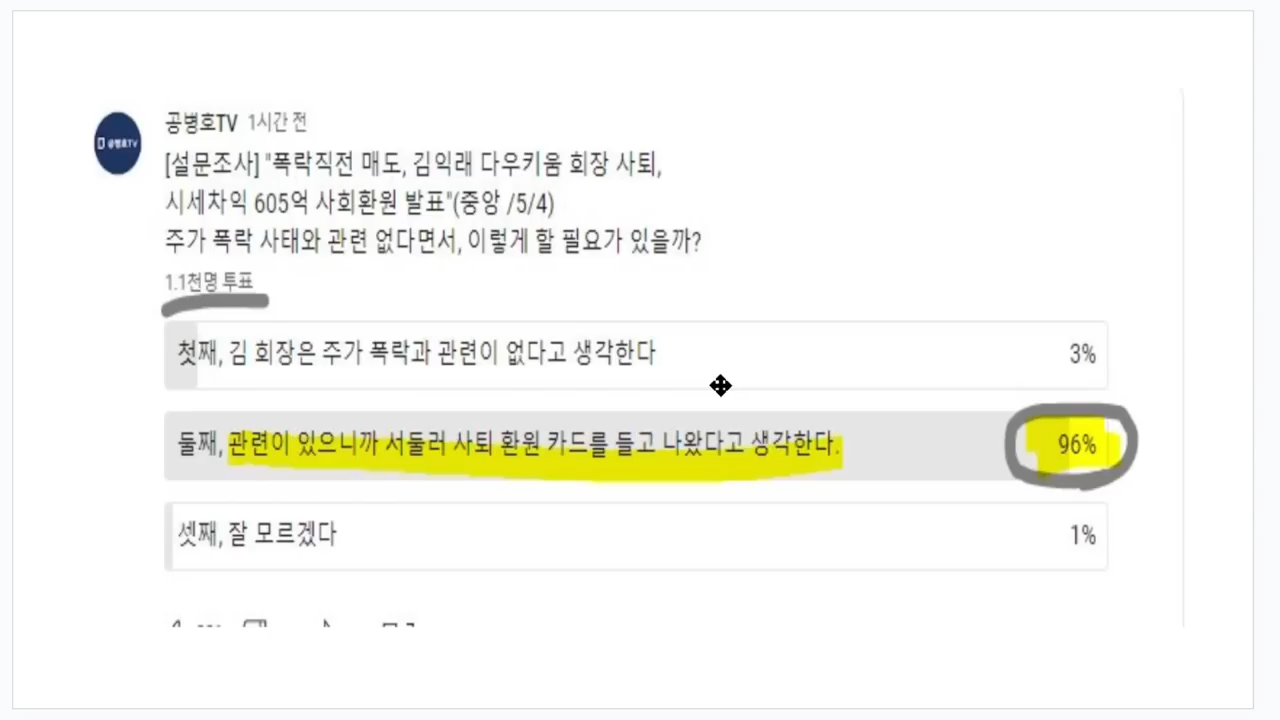 공병호TV 1시간 전
공병호TV
[설문조사] "폭락직전 매도, 김익래 다우키움 회장 사퇴,
시세차익 605억 사회환원 발표"(중앙 /5/4)
주가 폭락 사태와 관련 없다면서, 이렇게 할 필요가 있을까?
1.1천명 투표
첫째, 김 회장은 주가 폭락과 관련이 없다고 생각한다 3%
둘째, 관련이 있으니까 서둘러 사퇴 환원 카드를 들고 나왔다고 생각한다. 96%
셋째, 잘 모르겠다 1%